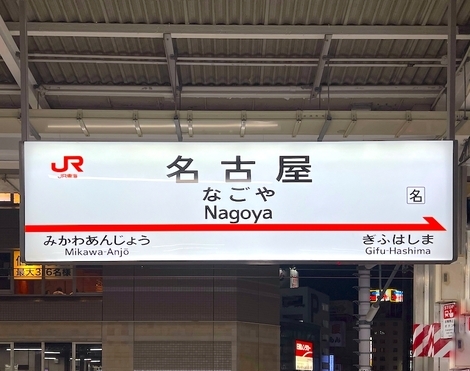 JR
JR東海
名古屋
なごや
Nagoya
名
みかわあんじょう
Mikawa-Anjō
ぎふはしま
Gifu-Hashima